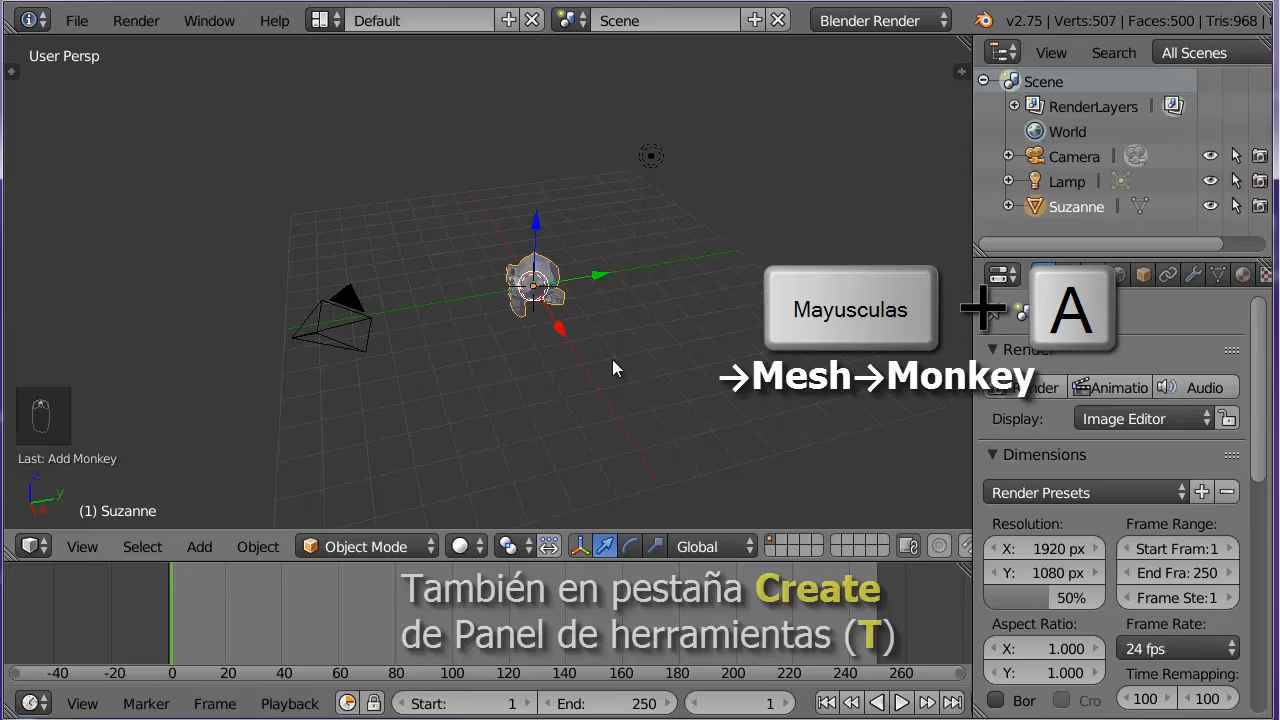 File Render Window Help Default Scene Blender Render v2.75 | Verts:507 | Faces:500 | Tris:968 |
User Persp
View Search All Scenes
Scene
RenderLayers
World
Camera
Lamp
Suzanne
Mayusculas + A
→Mesh→Monkey
Render
Animatio Audio
Display: Image Editor
Dimensions
Render Presets
Last: Add Monkey
z y x
(1) Suzanne
Resolution: Frame Range:
X: 1920 px Start Fram:1
Y: 1080 px End Fra: 250
50% Frame Ste:1
Aspect Ratio: Frame Rate:
X: 1.000 24 fps
Y: 1.000 Time Remapping:
Bor Cro 100 100
View Select Add Object Object Mode Global
También en pestaña Create
de Panel de herramientas (T)
-40 -20 0 20 40 60 80 100 120 140 160 180 200 220 240 260
View Marker Frame Playback Start: 1 End: 250 1